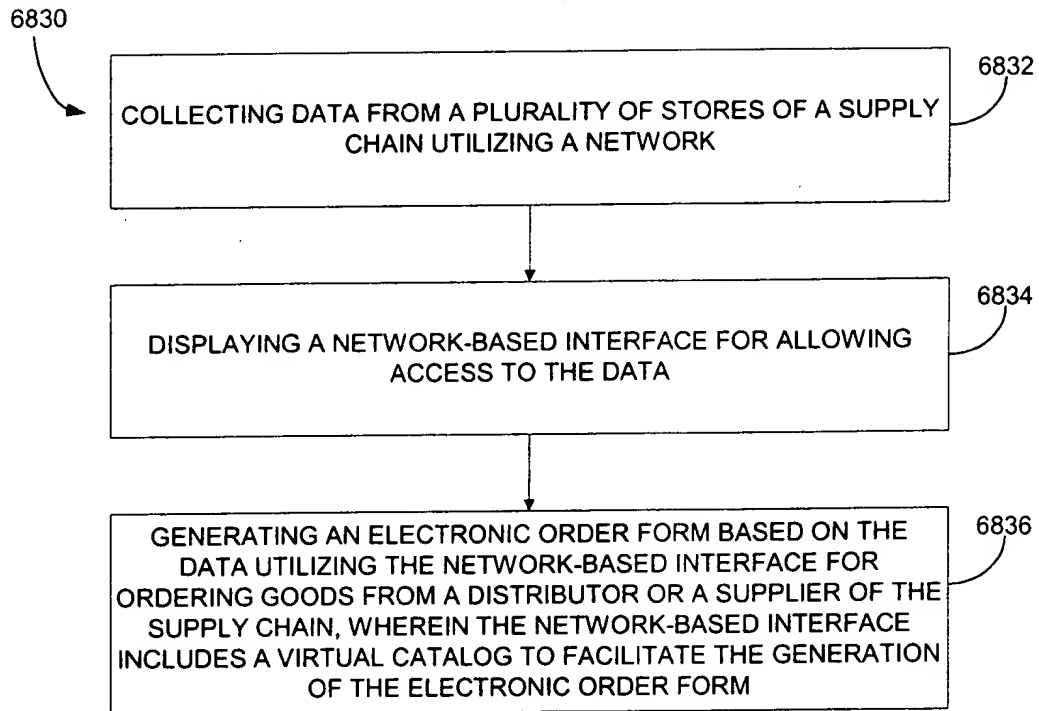 6830
6832
COLLECTING DATA FROM A PLURALITY OF STORES OF A SUPPLY
CHAIN UTILIZING A NETWORK
6834
DISPLAYING A NETWORK-BASED INTERFACE FOR ALLOWING
ACCESS TO THE DATA
6836
GENERATING AN ELECTRONIC ORDER FORM BASED ON THE
DATA UTILIZING THE NETWORK-BASED INTERFACE FOR
ORDERING GOODS FROM A DISTRIBUTOR OR A SUPPLIER OF THE
SUPPLY CHAIN, WHEREIN THE NETWORK-BASED INTERFACE
INCLUDES A VIRTUAL CATALOG TO FACILITATE THE GENERATION
OF THE ELECTRONIC ORDER FORM